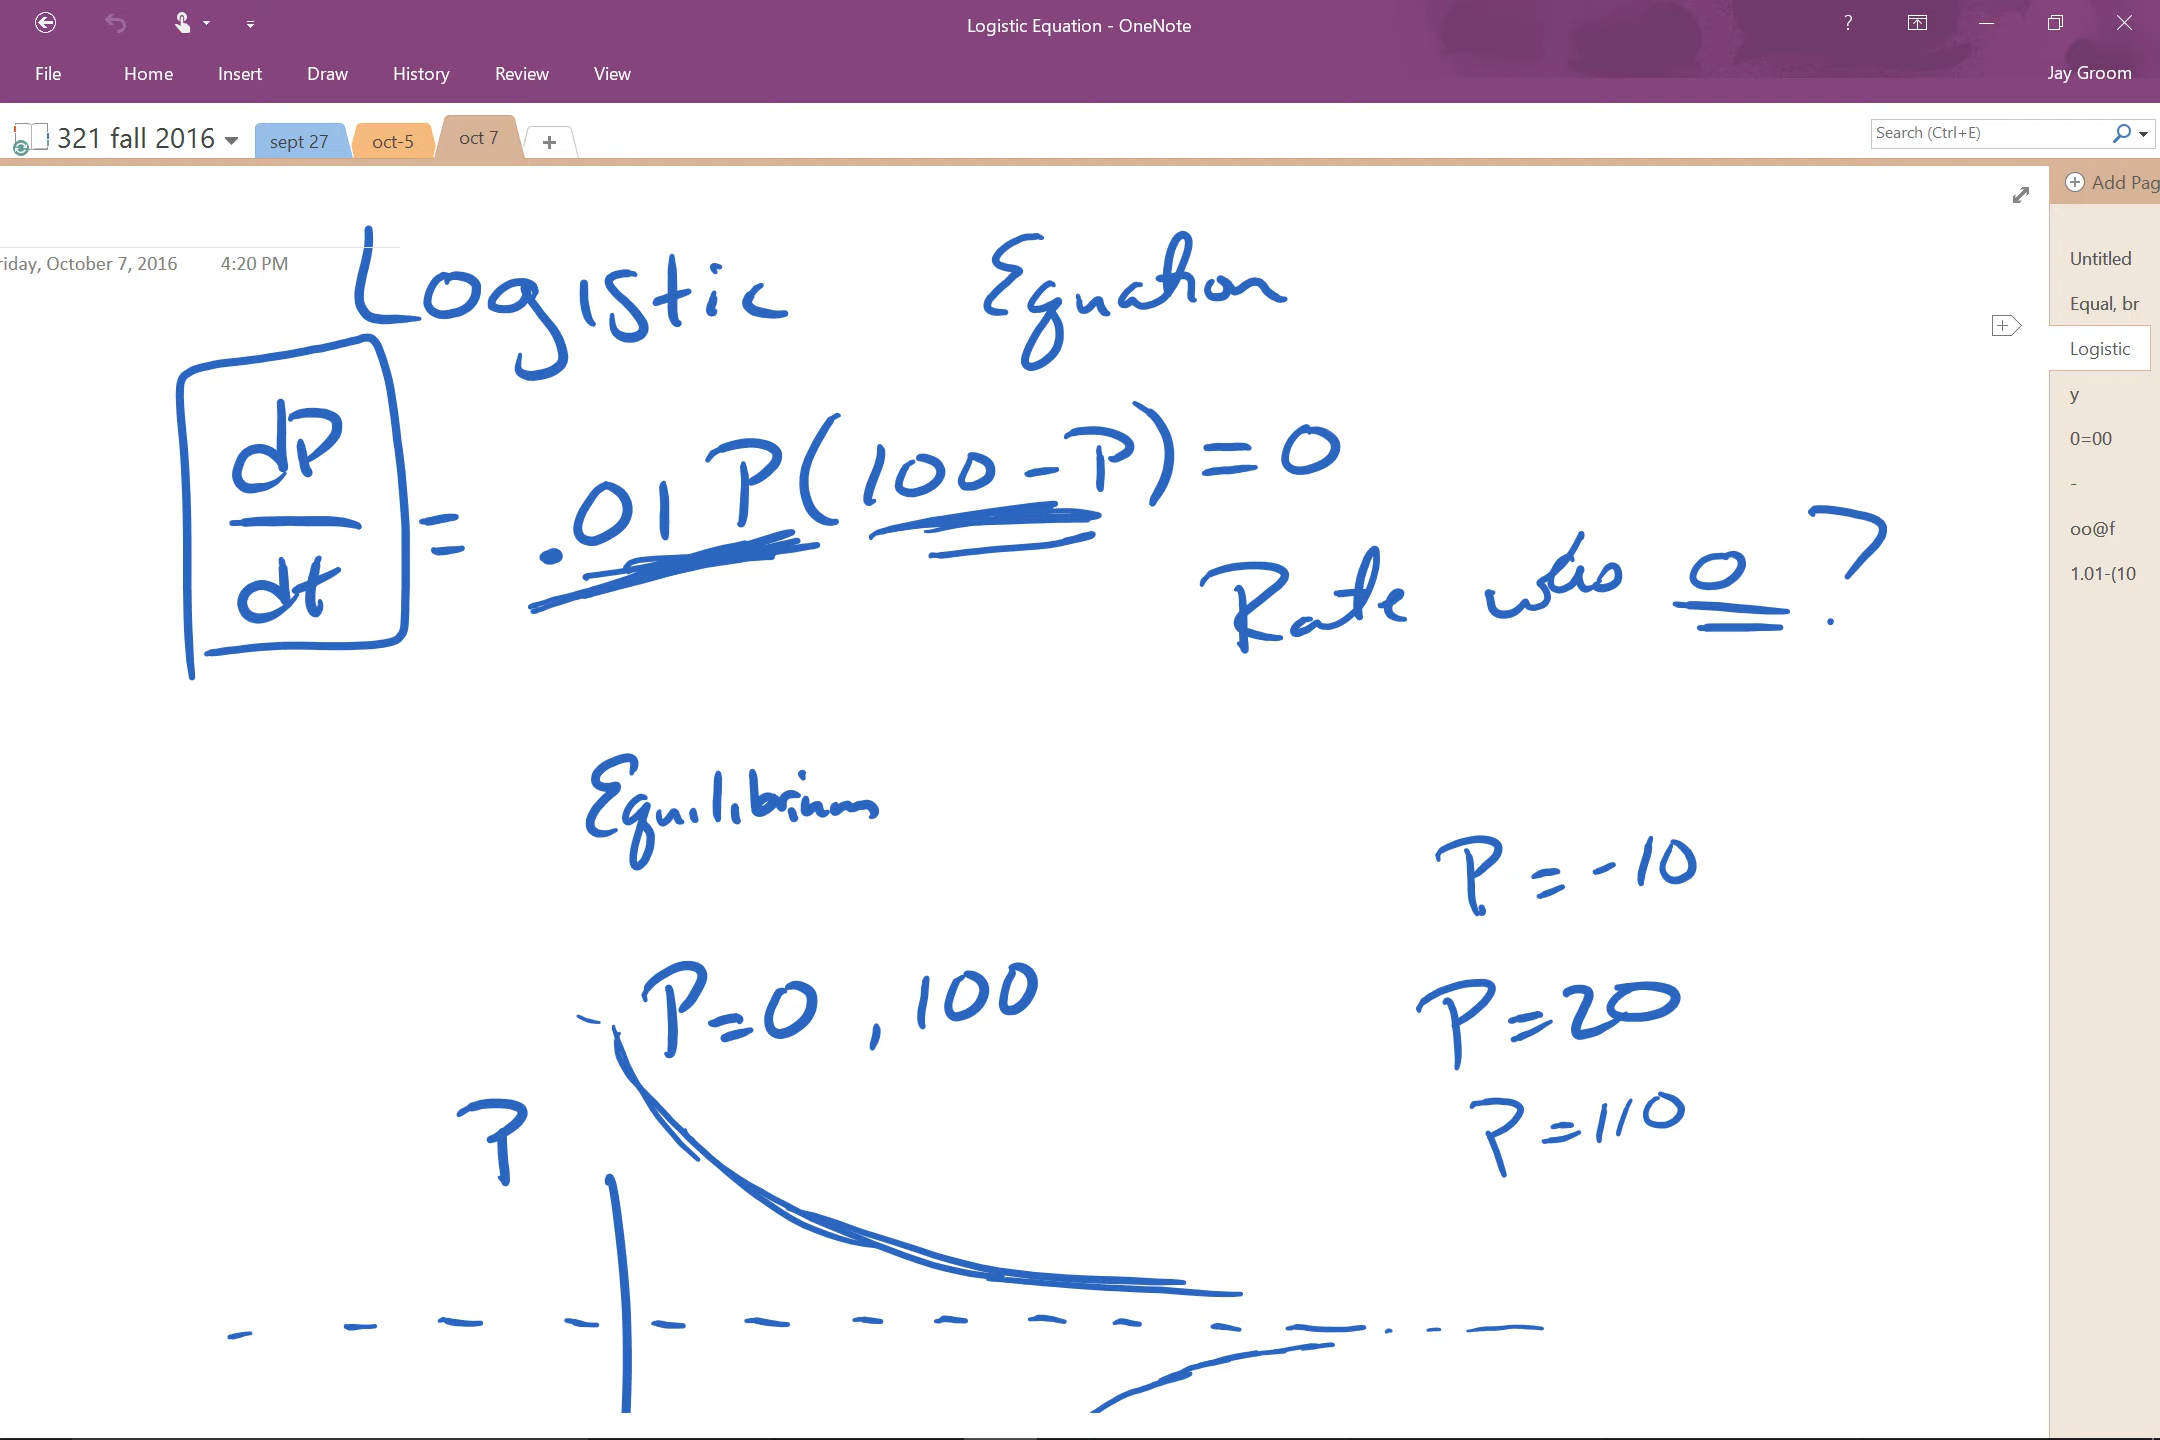 Logistic Equation - OneNote
?
File Home Insert Draw History Review View
Jay Groom
321 fall 2016 sept 27 oct-5 oct 7 +
Search (Ctrl+E)
Add Pag
riday, October 7, 2016 4:20 PM
Untitled
Equal, br
Logistic
y
0=00
-
oo@f
1.01-(10
Logistic Equation
dP/dt = .01 P(100-P) = 0
Rate was 0 ?
Equilibrium
P = -10
P=0, 100
P=20
P=110
P